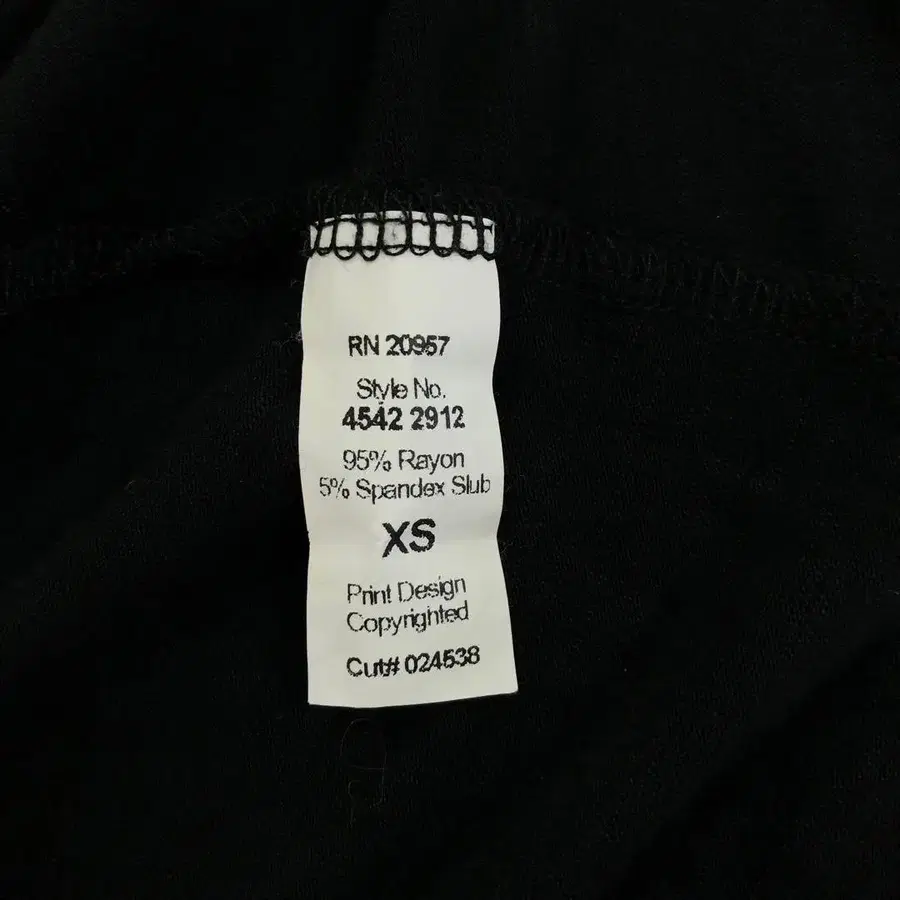 RN 20957
Style No.
4542 2912
95% Rayon
5% Spandex Slub
XS
Print Design
Copyrighted
Cut# 024538